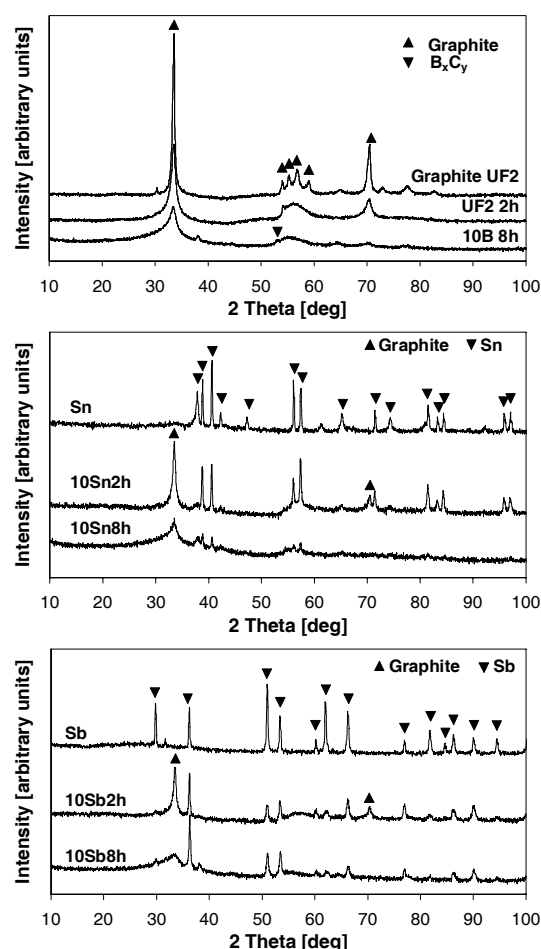 Intensity [arbitrary units]
▲ Graphite
▼ BxCy
Graphite UF2
UF2 2h
10B 8h
10 20 30 40 50 60 70 80 90 100
2 Theta [deg]
Intensity [arbitrary units]
▲ Graphite ▼ Sn
Sn
10Sn2h
10Sn8h
10 20 30 40 50 60 70 80 90 100
2 Theta [deg]
Intensity [arbitrary units]
▲ Graphite ▼ Sb
Sb
10Sb2h
10Sb8h
10 20 30 40 50 60 70 80 90 100
2 Theta [deg]